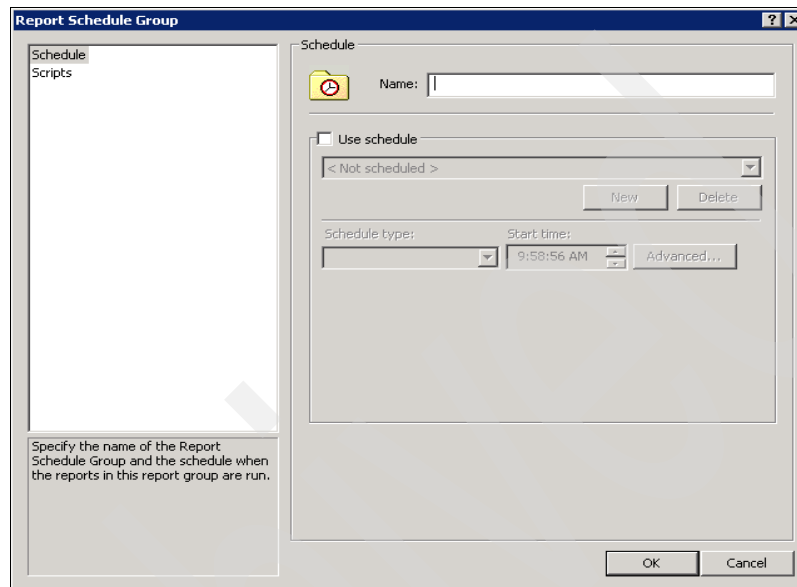 Report Schedule Group
Schedule
Scripts
Specify the name of the Report
Schedule Group and the schedule when
the reports in this report group are run.
Schedule
Name:
Use schedule
< Not scheduled >
New Delete
Schedule type: Start time:
9:58:56 AM Advanced...
OK Cancel